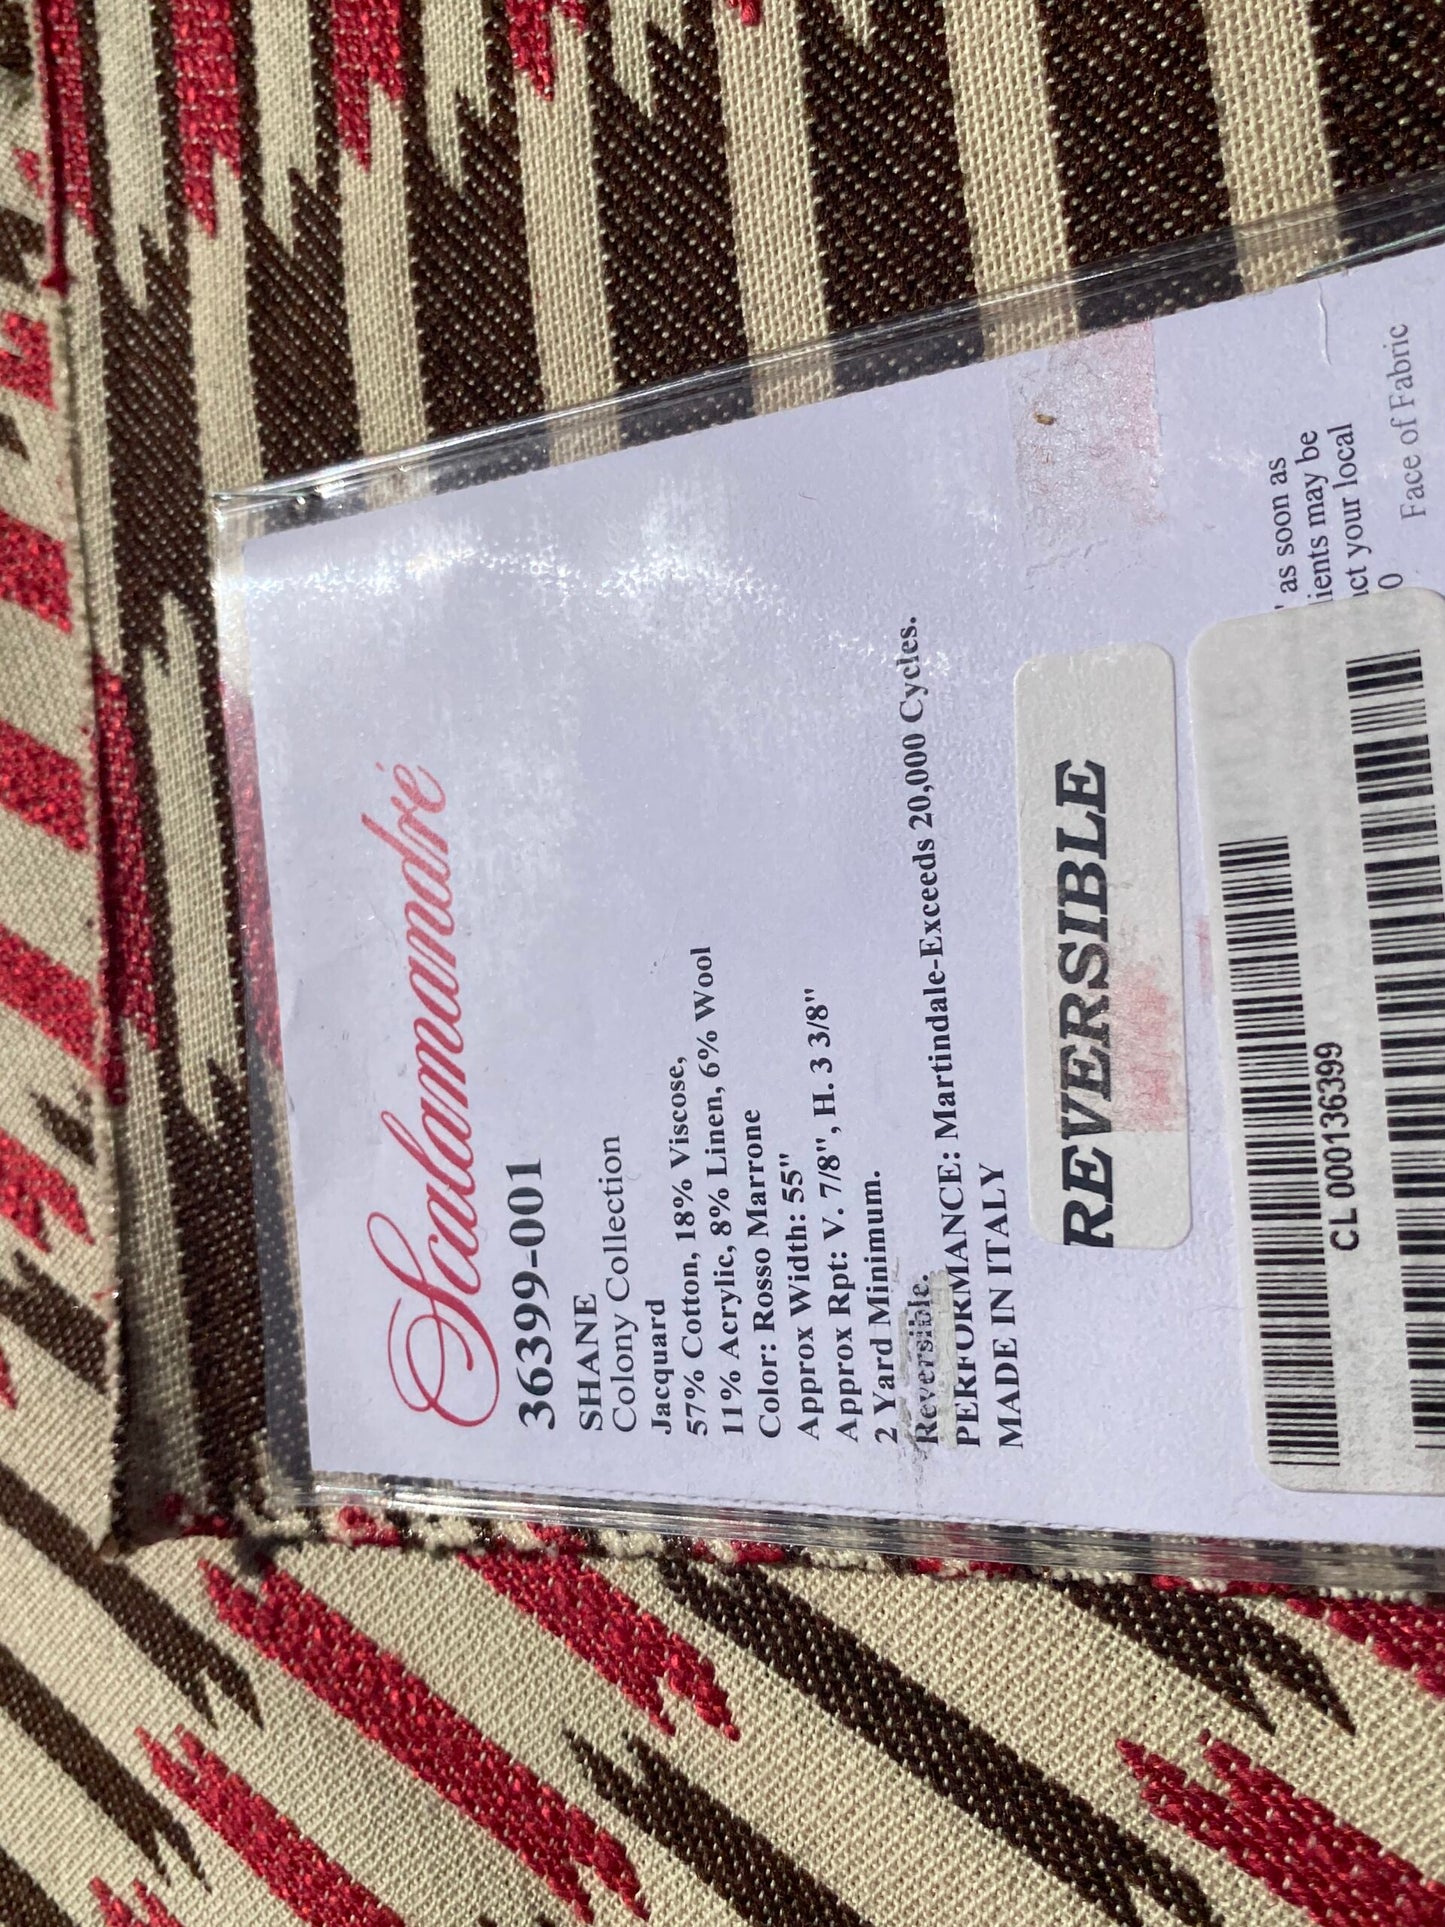 Scalamandré
36399-001
SHANE
Colony Collection
Jacquard
57% Cotton, 18% Viscose,
11% Acrylic, 8% Linen, 6% Wool
Color: Rosso Marrone
Approx Width: 55"
Approx Rpt: V. 7/8", H. 3 3/8"
2 Yard Minimum.
Reversible.
PERFORMANCE: Martindale-Exceeds 20,000 Cycles.
MADE IN ITALY
REVERSIBLE
CL 000136399
as soon as
ients may be
ct your local
0
Face of Fabric